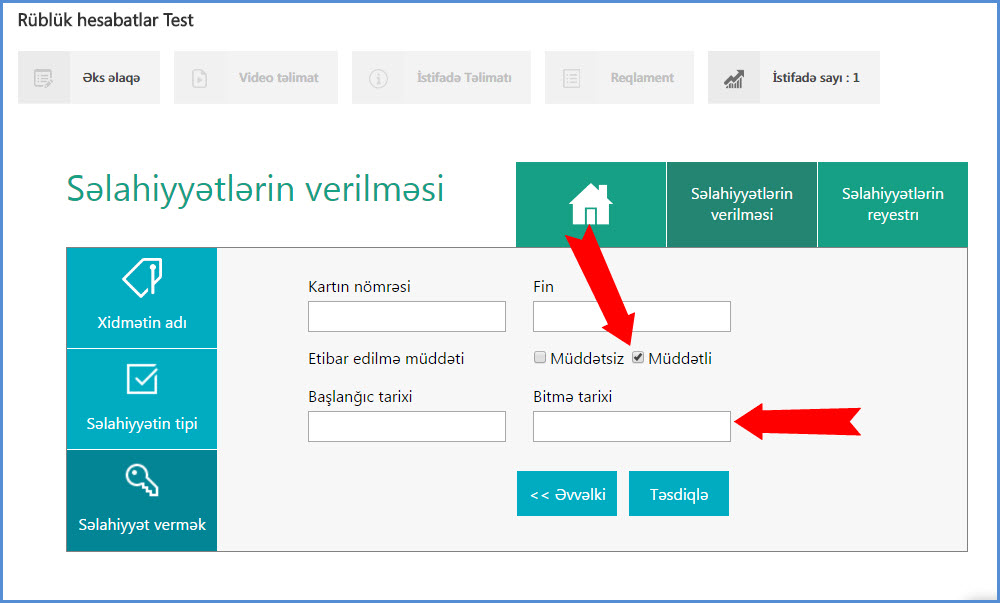 Rüblük hesabatlar Test
Əks əlaqə
Video təlimat
İstifadə Təlimatı
Reqlament
İstifadə sayı : 1
Səlahiyyətlərin verilməsi
Səlahiyyətlərin
verilməsi
Səlahiyyətlərin
reyestrı
Xidmətin adı
Səlahiyyətin tipi
Səlahiyyət vermək
Kartın nömrəsi
Fin
Etibar edilmə müddəti
Müddətsiz
Müddətli
Başlanğıc tarixi
Bitmə tarixi
<< Əvvəlki
Təsdiqlə